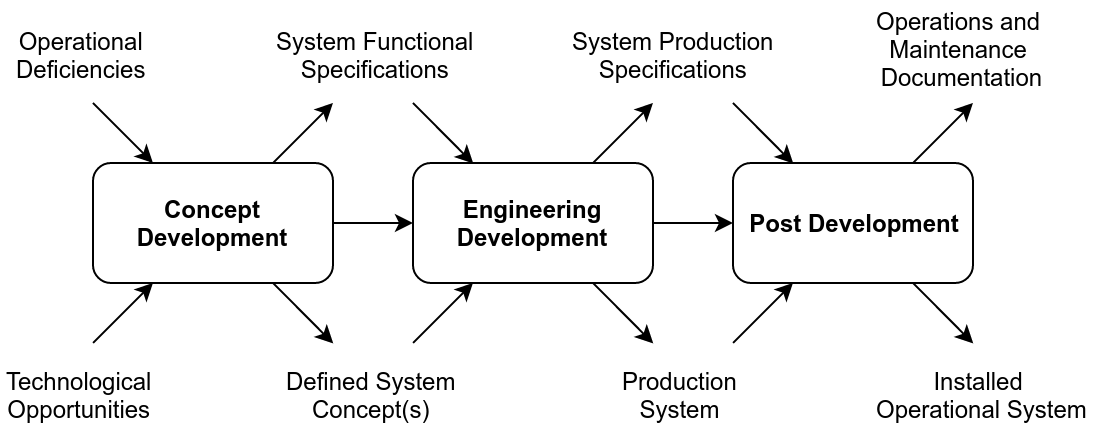 Operational
Deficiencies
System Functional
Specifications
System Production
Specifications
Operations and
Maintenance
Documentation
Concept
Development
Engineering
Development
Post Development
Technological
Opportunities
Defined System
Concept(s)
Production
System
Installed
Operational System